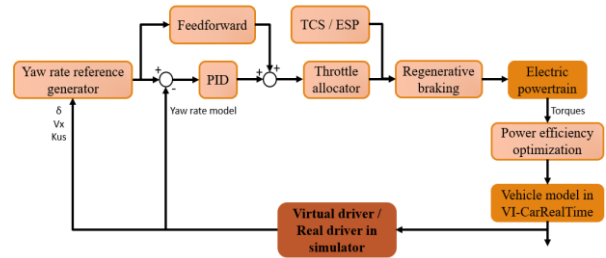 Feedforward
TCS / ESP
Yaw rate reference
generator
+
-
PID
+
+
Throttle
allocator
Regenerative
braking
Electric
powertrain
δ
Vx
Kus
Yaw rate model
Torques
Power efficiency
optimization
Vehicle model in
VI-CarRealTime
Virtual driver /
Real driver in
simulator